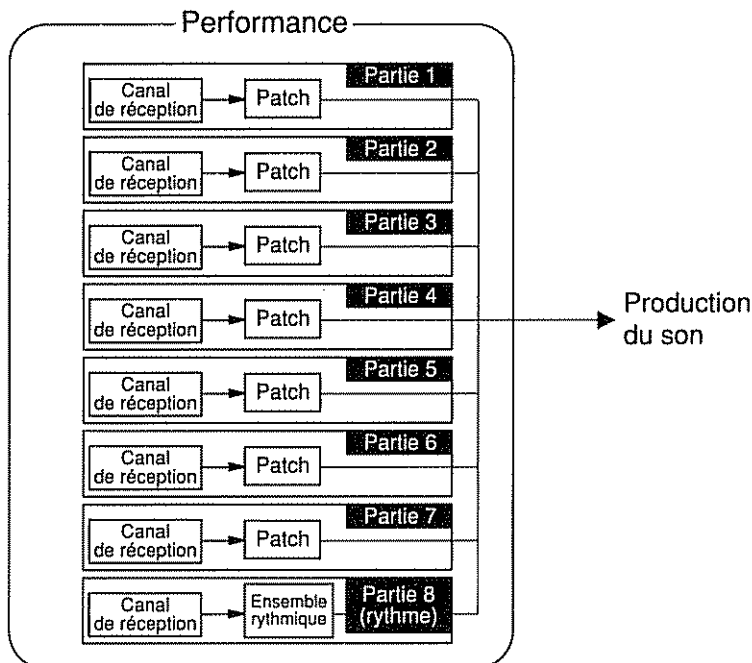 Performance
Partie 1
Canal
de réception
Patch
Partie 2
Canal
de réception
Patch
Partie 3
Canal
de réception
Patch
Partie 4
Canal
de réception
Patch
Partie 5
Canal
de réception
Patch
Partie 6
Canal
de réception
Patch
Partie 7
Canal
de réception
Patch
Partie 8
(rythme)
Canal
de réception
Ensemble
rythmique
Production
du son